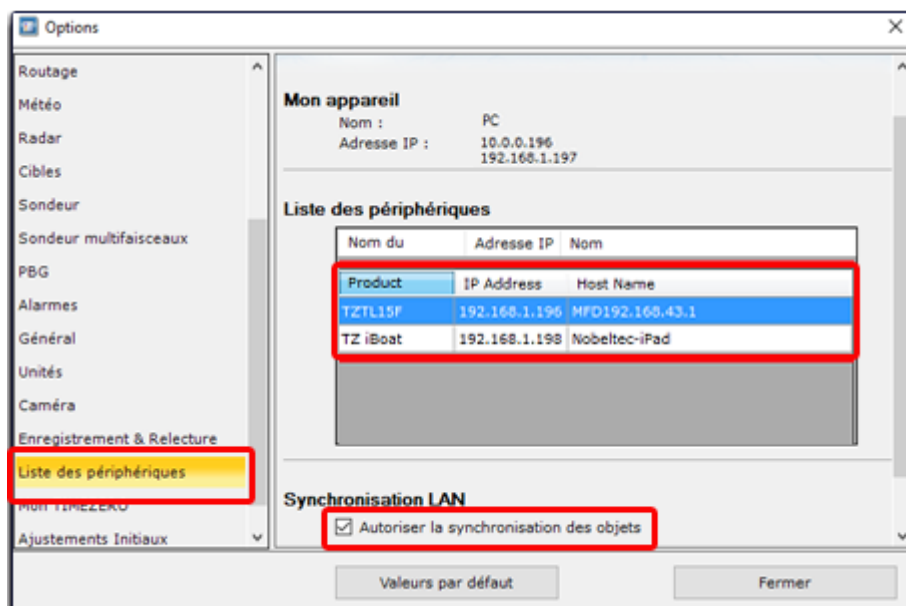 Options
Routage
Météo
Radar
Cibles
Sondeur
Sondeur multifaisceaux
PBG
Alarmes
Général
Unités
Caméra
Enregistrement & Relecture
Liste des périphériques
Mon TIMEZERO
Ajustements Initiaux
Mon appareil
Nom : PC
Adresse IP : 10.0.0.196
192.168.1.197
Liste des périphériques
Nom du Adresse IP Nom
Product IP Address Host Name
TZTL15F 192.168.1.196 MFD192.168.43.1
TZ iBoat 192.168.1.198 Nobeltec-iPad
Synchronisation LAN
Autoriser la synchronisation des objets
Valeurs par défaut Fermer